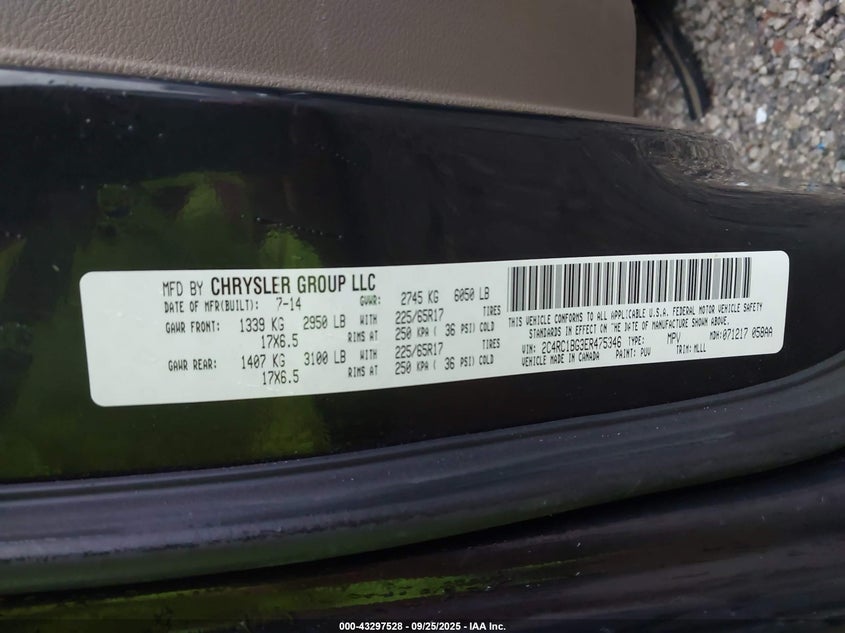 MFD BY CHRYSLER GROUP LLC
DATE OF MFR(BUILT): 7-14 GVWR: 2745 KG 6050 LB
GAWR FRONT: 1339 KG 2950 LB WITH 225/65R17 TIRES
17X6.5 RIMS AT 250 KPA ( 36 PSI) COLD
GAWR REAR: 1407 KG 3100 LB WITH 225/65R17 TIRES
17X6.5 RIMS AT 250 KPA ( 36 PSI) COLD
THIS VEHICLE CONFORMS TO ALL APPLICABLE U.S.A. FEDERAL MOTOR VEHICLE SAFETY
STANDARDS IN EFFECT ON THE DATE OF MANUFACTURE SHOWN ABOVE.
VIN: 2C4RC1BG3ER475346 TYPE: MPV MDH: 071217 058AA
VEHICLE MADE IN CANADA PAINT: PUV TRIM: MLLL
000-43297528 - 09/25/2025 - IAA Inc.